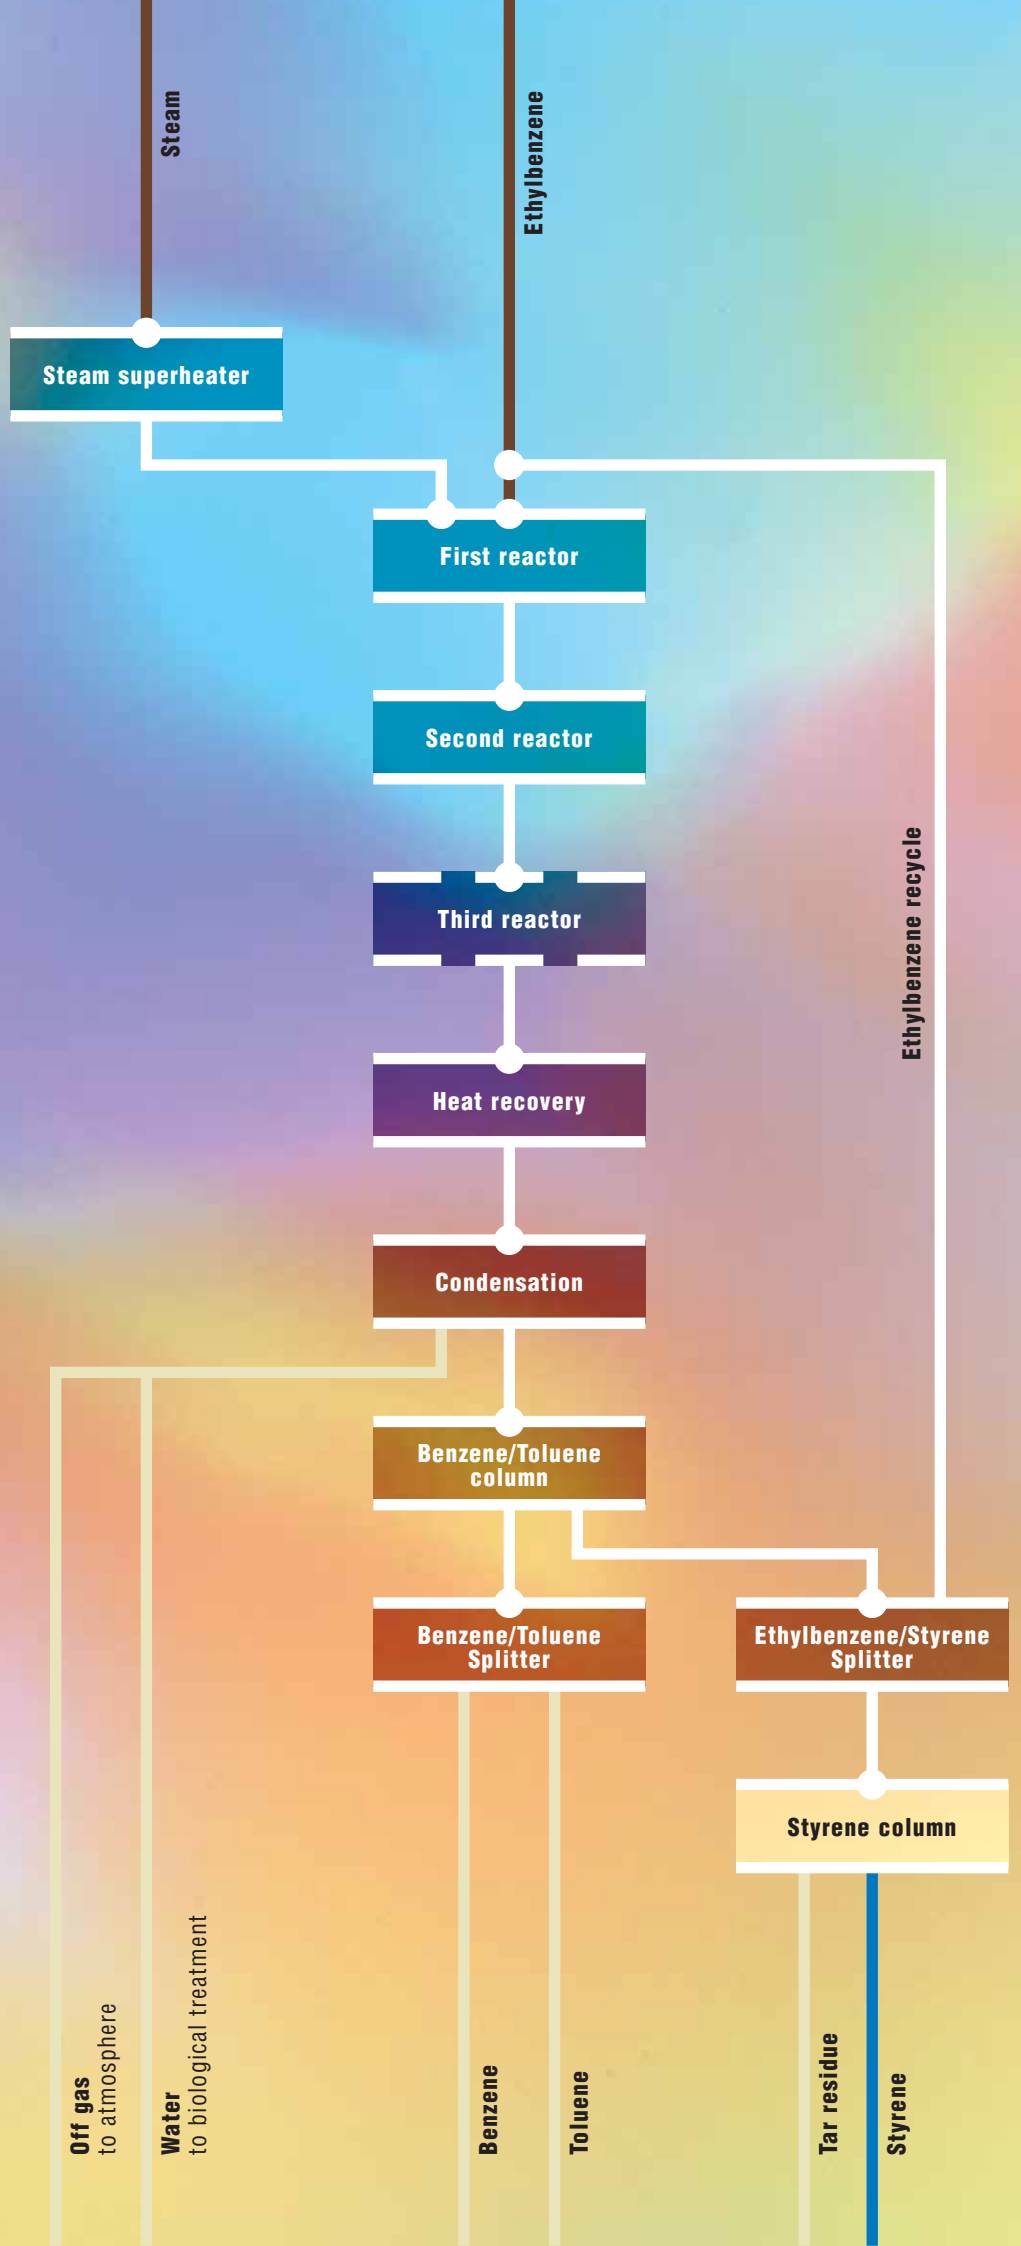 Steam
Ethylbenzene
Steam superheater
First reactor
Second reactor
Third reactor
Ethylbenzene recycle
Heat recovery
Condensation
Benzene/Toluene
column
Benzene/Toluene
Splitter
Ethylbenzene/Styrene
Splitter
Styrene column
Off gas
to atmosphere
Water
to biological treatment
Benzene
Toluene
Tar residue
Styrene